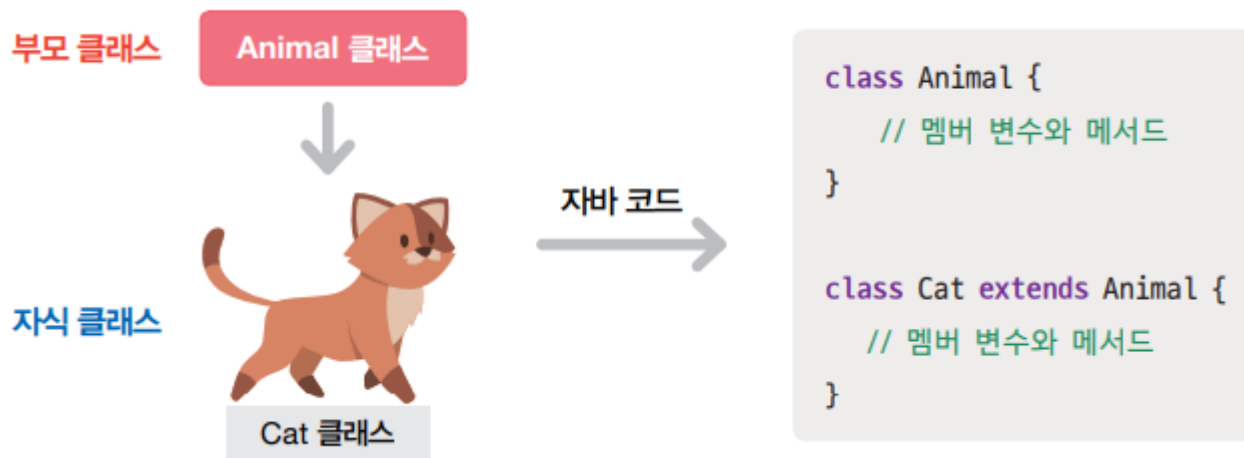 부모 클래스
Animal 클래스
자바 코드
자식 클래스
Cat 클래스
class Animal {
// 멤버 변수와 메서드
}
class Cat extends Animal {
// 멤버 변수와 메서드
}